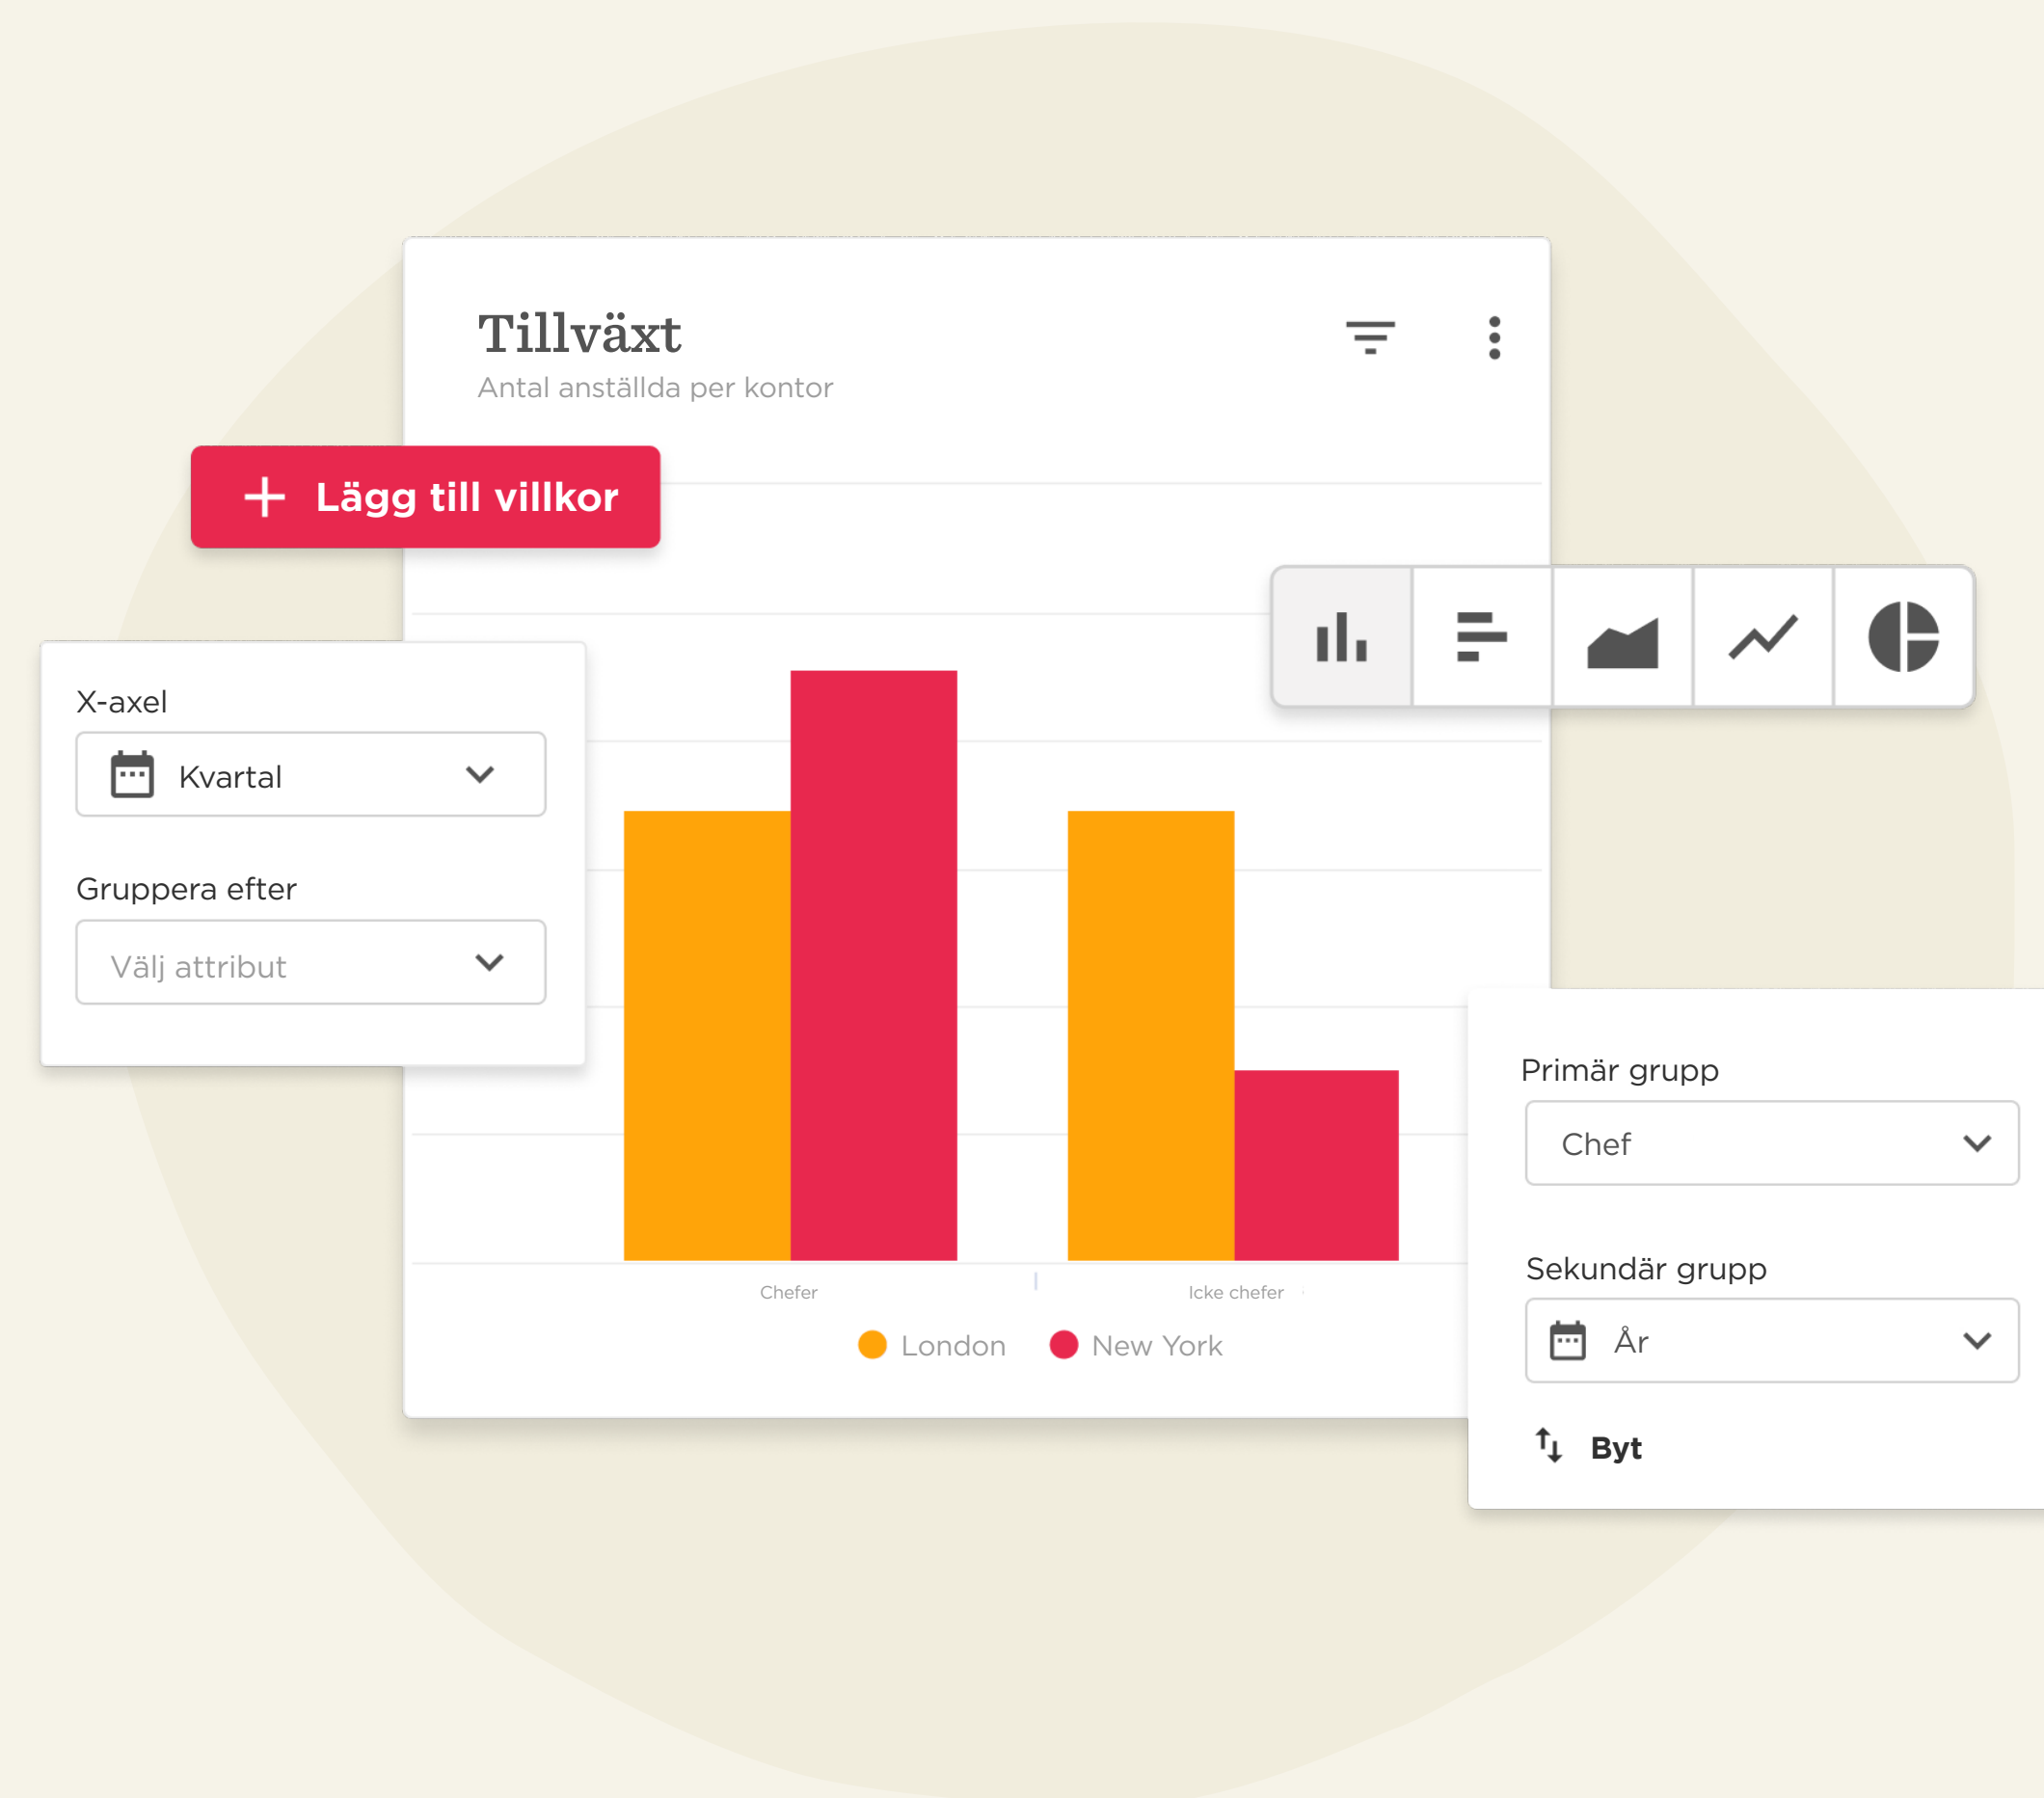 Tillväxt
Antal anställda per kontor
Lägg till villkor
X-axel
Kvartal
Gruppera efter
Välj attribut
Primär grupp
Chef
Sekundär grupp
År
Byt
Chefer
Icke chefer
London
New York